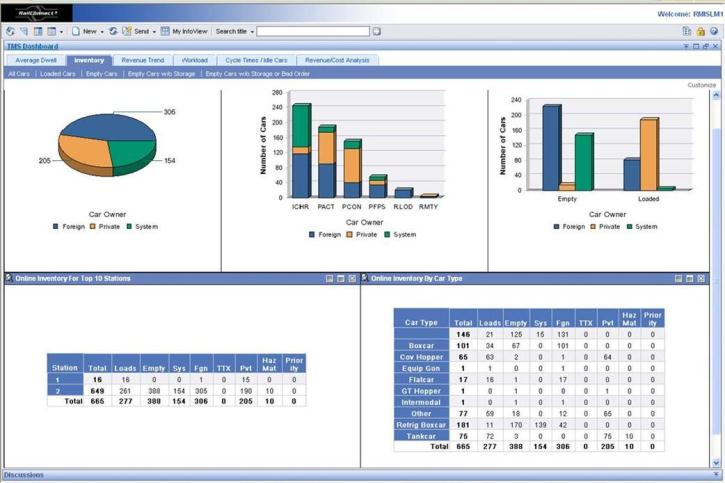 RailConnect
Welcome: RMISLM1
New Send My InfoView Search title
TMS Dashboard
Average Dwell Inventory Revenue Trend Workload Cycle Times / Idle Cars Revenue/Cost Analysis
All Cars | Loaded Cars | Empty Cars | Empty Cars w/o Storage | Empty Cars w/o Storage or Bad Order
Customize
306
205
154
Car Owner
Foreign Private System
Number of Cars
280
240
200
160
120
80
40
0
ICHR PACT PCON PFPS RLOD RMTY
Car Owner
Foreign Private System
Number of Cars
240
200
160
120
80
40
0
Empty Loaded
Car Owner
Foreign Private System
Online Inventory For Top 10 Stations
Station Total Loads Empty Sys Fgn TTX Pvt Haz Mat Prior ity
1 16 16 0 0 1 0 15 0 0
2 649 261 388 154 305 0 190 10 0
Total 665 277 388 154 306 0 205 10 0
Online Inventory By Car Type
Car Type Total Loads Empty Sys Fgn TTX Pvt Haz Mat Prior ity
146 21 125 15 131 0 0 0 0
Boxcar 101 34 67 0 101 0 0 0 0
Cov Hopper 65 63 2 0 1 0 64 0 0
Equip Gon 1 1 0 0 1 0 0 0 0
Flatcar 17 16 1 0 17 0 0 0 0
GT Hopper 1 0 1 0 0 0 1 0 0
Intermodal 1 0 1 0 1 0 0 0 0
Other 77 59 18 0 12 0 65 0 0
Refrig Boxcar 181 11 170 139 42 0 0 0 0
Tankcar 75 72 3 0 0 0 75 10 0
Total 665 277 388 154 306 0 205 10 0
Discussions